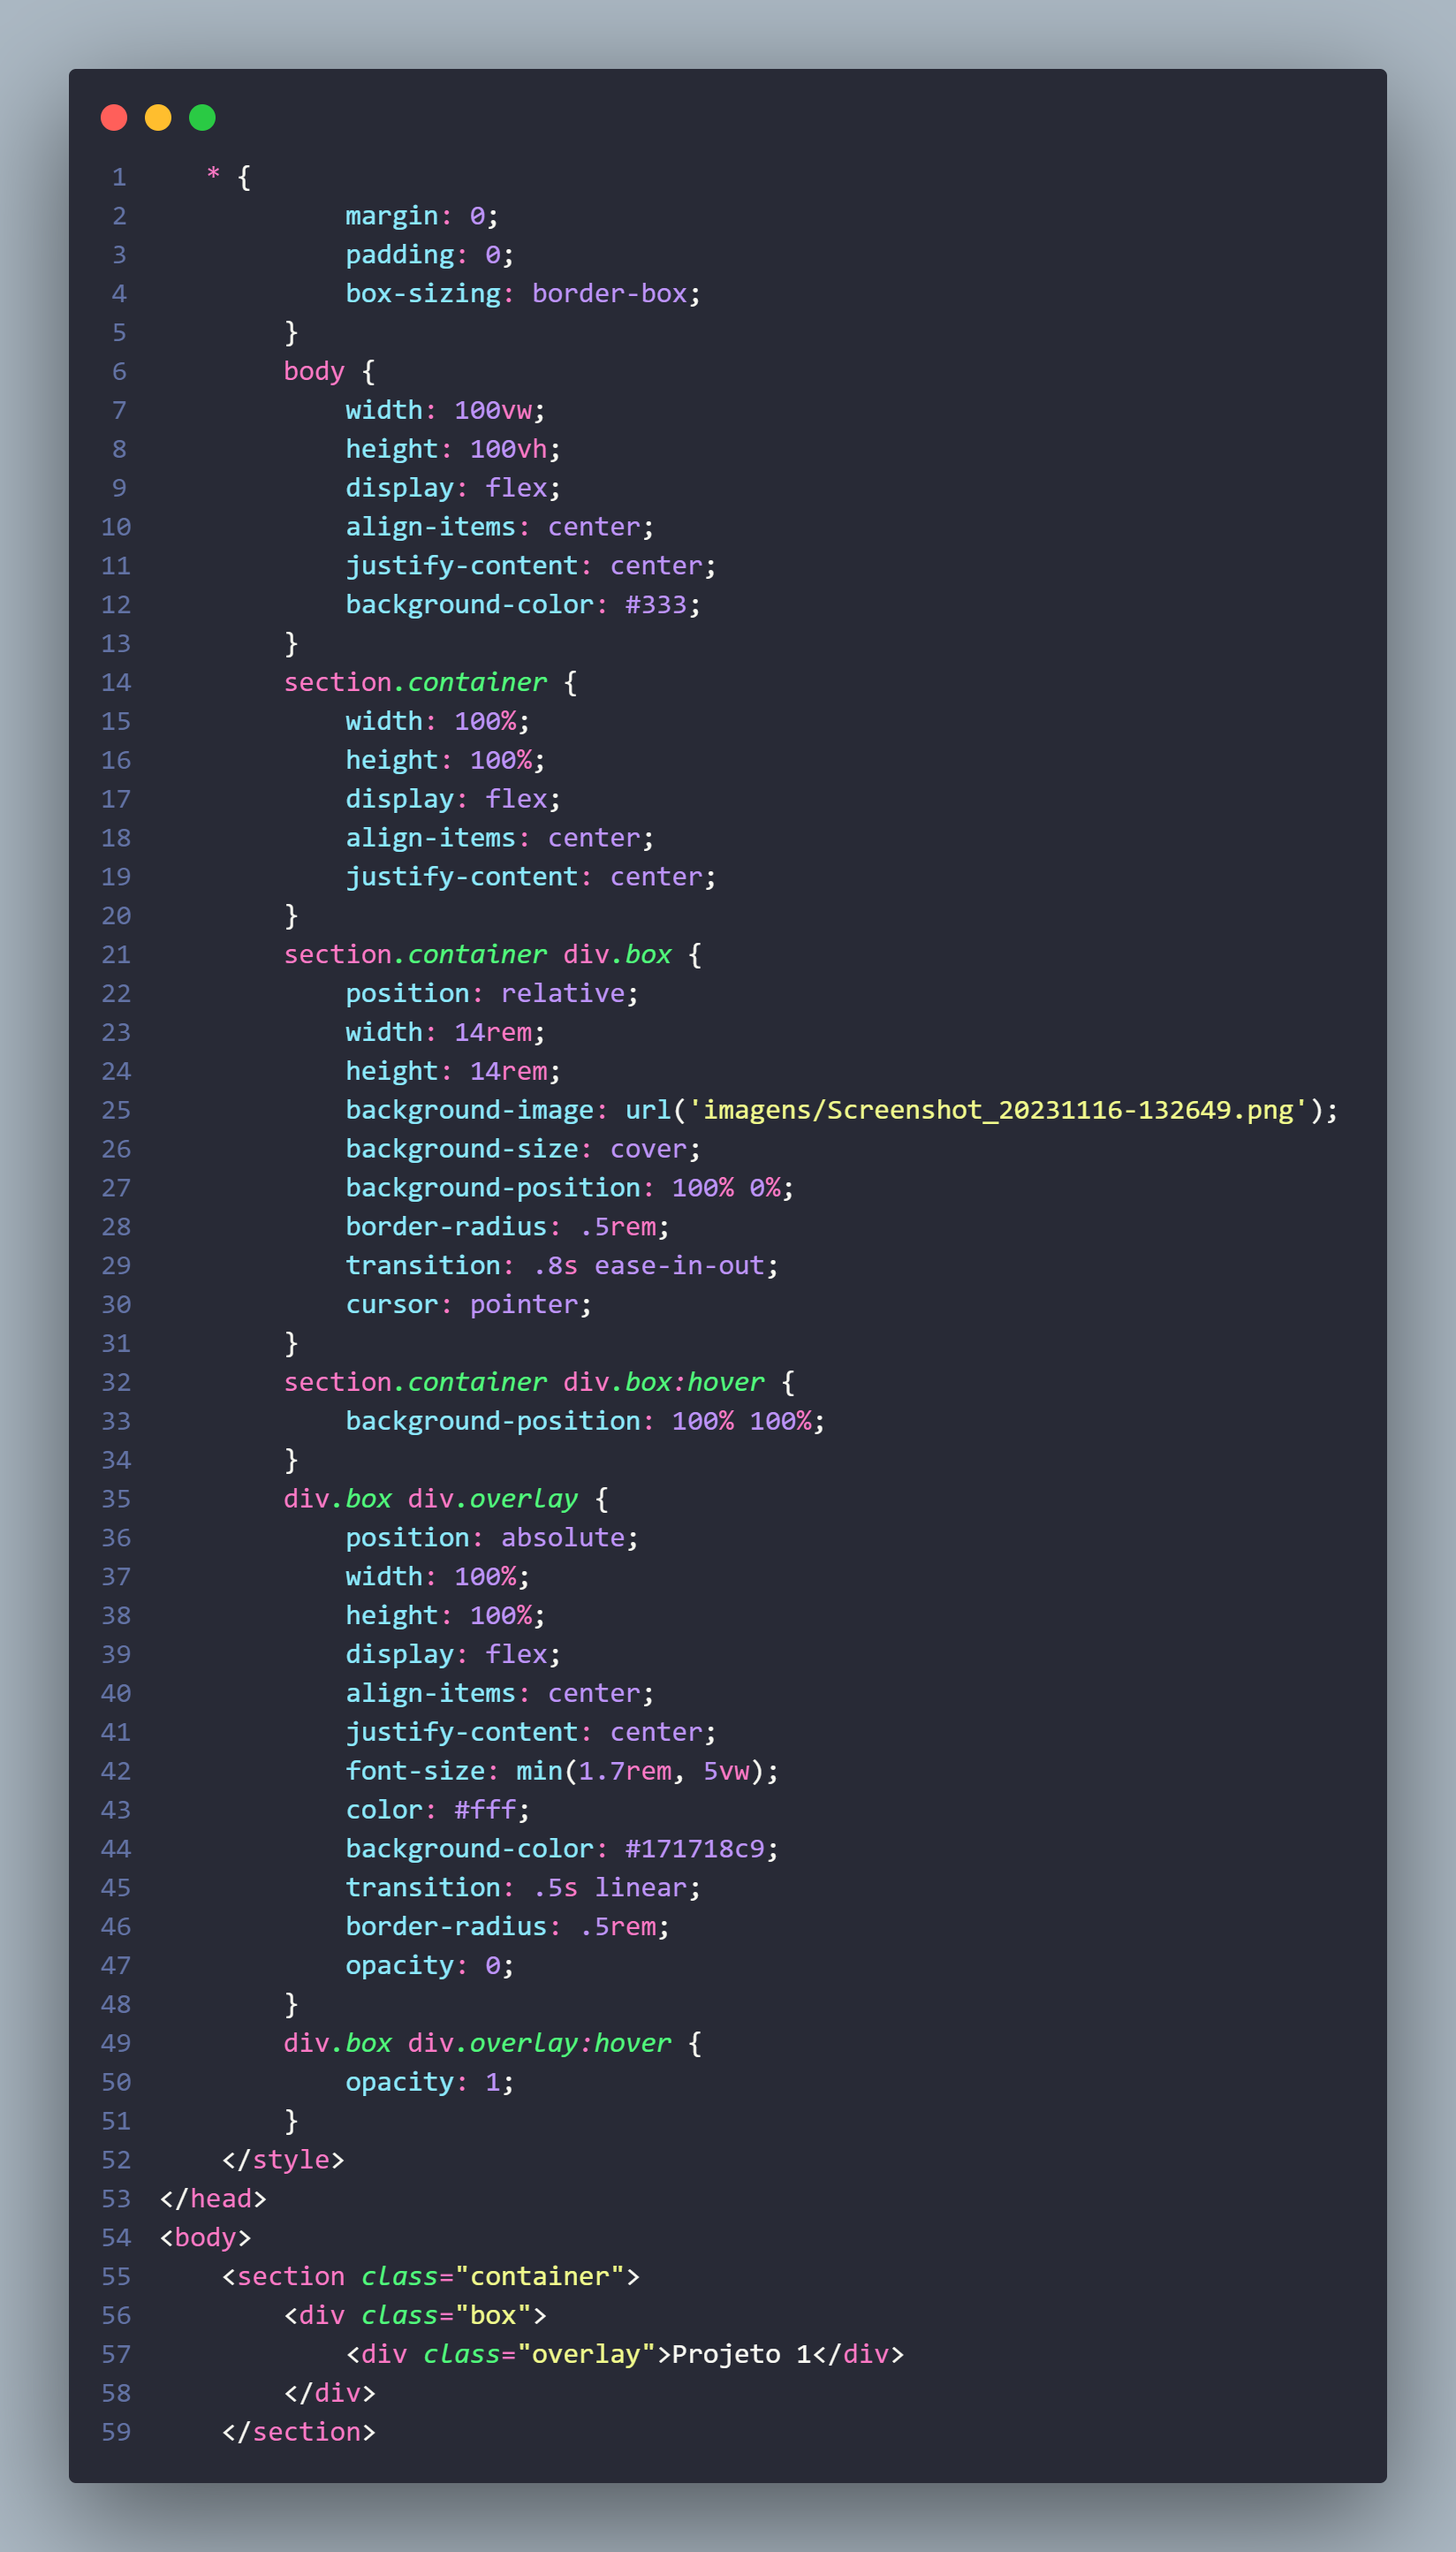 1 * {
2 margin: 0;
3 padding: 0;
4 box-sizing: border-box;
5 }
6 body {
7 width: 100vw;
8 height: 100vh;
9 display: flex;
10 align-items: center;
11 justify-content: center;
12 background-color: #333;
13 }
14 section.container {
15 width: 100%;
16 height: 100%;
17 display: flex;
18 align-items: center;
19 justify-content: center;
20 }
21 section.container div.box {
22 position: relative;
23 width: 14rem;
24 height: 14rem;
25 background-image: url('imagens/Screenshot_20231116-132649.png');
26 background-size: cover;
27 background-position: 100% 0%;
28 border-radius: .5rem;
29 transition: .8s ease-in-out;
30 cursor: pointer;
31 }
32 section.container div.box:hover {
33 background-position: 100% 100%;
34 }
35 div.box div.overlay {
36 position: absolute;
37 width: 100%;
38 height: 100%;
39 display: flex;
40 align-items: center;
41 justify-content: center;
42 font-size: min(1.7rem, 5vw);
43 color: #fff;
44 background-color: #171718c9;
45 transition: .5s linear;
46 border-radius: .5rem;
47 opacity: 0;
48 }
49 div.box div.overlay:hover {
50 opacity: 1;
51 }
52 </style>
53 </head>
54 <body>
55 <section class="container">
56 <div class="box">
57 <div class="overlay">Projeto 1</div>
58 </div>
59 </section>